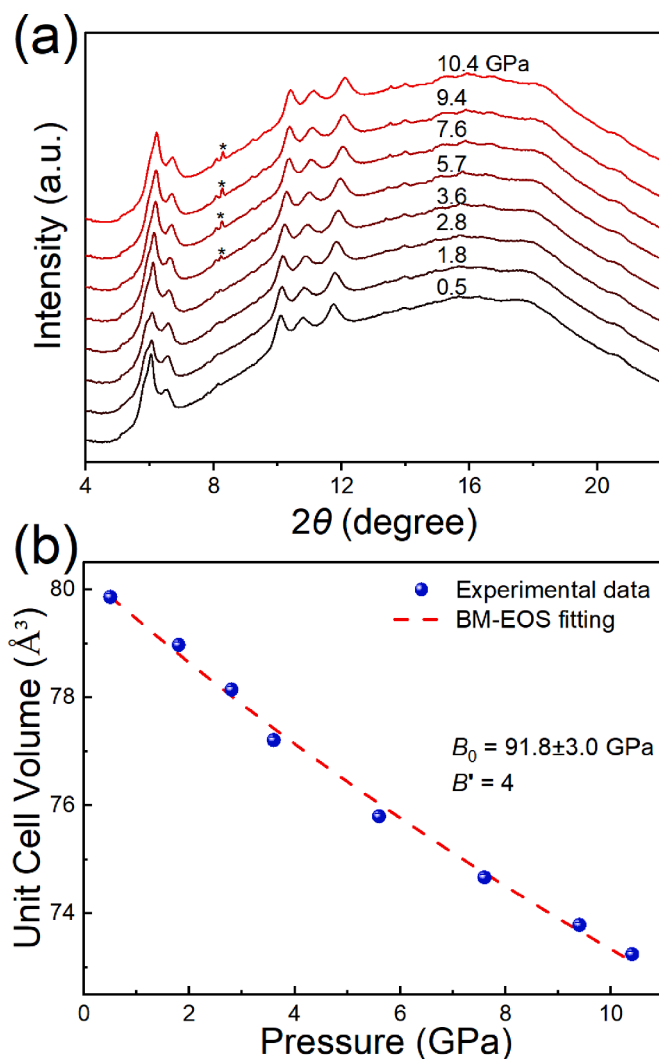 (a)
Intensity (a.u.)
10.4 GPa
9.4
7.6
5.7
3.6
2.8
1.8
0.5
*
*
*
*
4 8 12 16 20
2θ (degree)
(b)
Unit Cell Volume (Å³)
80
78
76
74
Experimental data
BM-EOS fitting
B₀ = 91.8±3.0 GPa
B' = 4
0 2 4 6 8 10
Pressure (GPa)